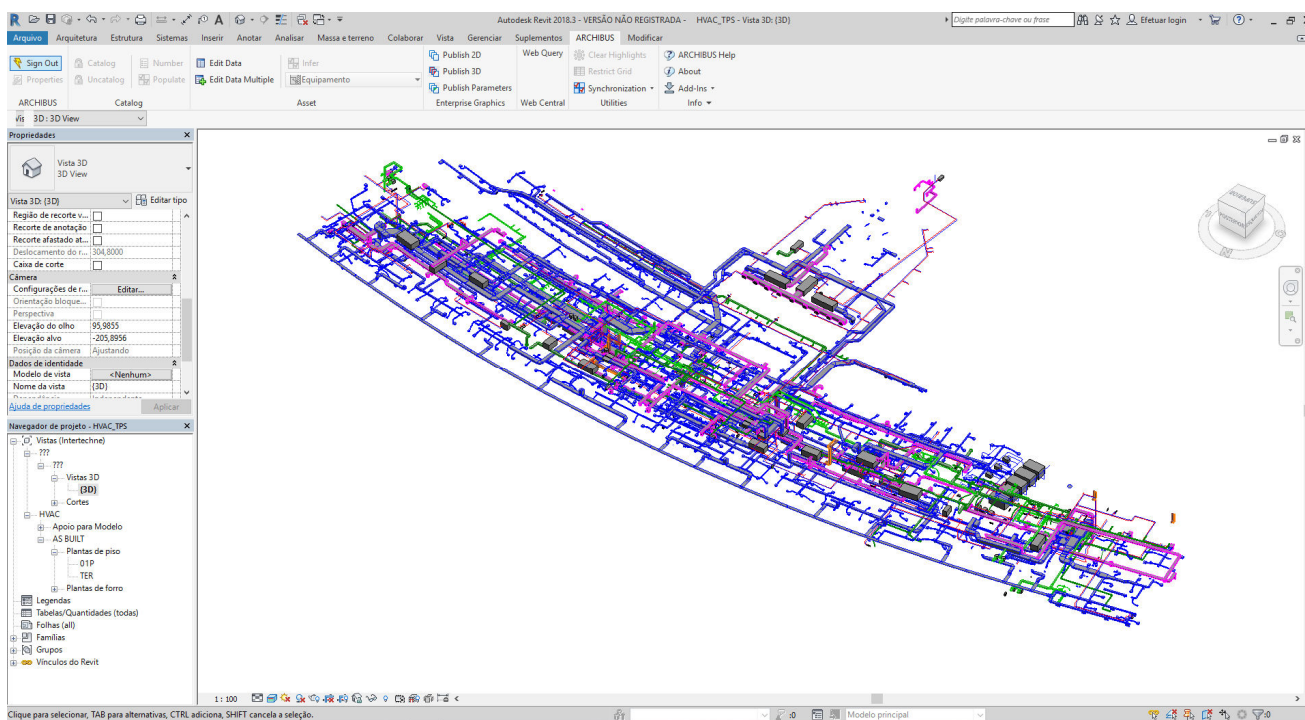 Autodesk Revit 2018.3 - VERSÃO NÃO REGISTRADA - HVAC_TPS - Vista 3D: {3D}
Digite palavra-chave ou frase
Efetuar login
Arquivo Arquitetura Estrutura Sistemas Inserir Anotar Analisar Massa e terreno Colaborar Vista Gerenciar Suplementos ARCHIBUS Modificar
Sign Out Catalog Number Edit Data Infer Publish 2D Web Query Clear Highlights ARCHIBUS Help
Properties Uncatalog Populate Edit Data Multiple Equipamento Publish 3D Restrict Grid About
Publish Parameters Synchronization Add-Ins
ARCHIBUS Catalog Asset Enterprise Graphics Web Central Utilities Info
3D : 3D View
Propriedades
Vista 3D
3D View
Vista 3D: {3D} Editar tipo
Região de recorte v...
Recorte de anotação
Recorte afastado at...
Deslocamento do r... 304,8000
Caixa de corte
Câmera
Configurações de r... Editar...
Orientação bloque...
Perspectiva
Elevação do olho 95,9855
Elevação alvo -205,8956
Posição da câmera Ajustando
Dados de identidade
Modelo de vista <Nenhum>
Nome da vista {3D}
Ajuda de propriedades Aplicar
Navegador de projeto - HVAC_TPS
Vistas (Intertechne)
???
???
Vistas 3D
{3D}
Cortes
HVAC
Apoio para Modelo
AS BUILT
Plantas de piso
01P
TER
Plantas de forro
Legendas
Tabelas/Quantidades (todas)
Folhas (all)
Famílias
Grupos
Vínculos do Revit
1 : 100
Clique para selecionar, TAB para alternativas, CTRL adiciona, SHIFT cancela a seleção. :0 Modelo principal :0